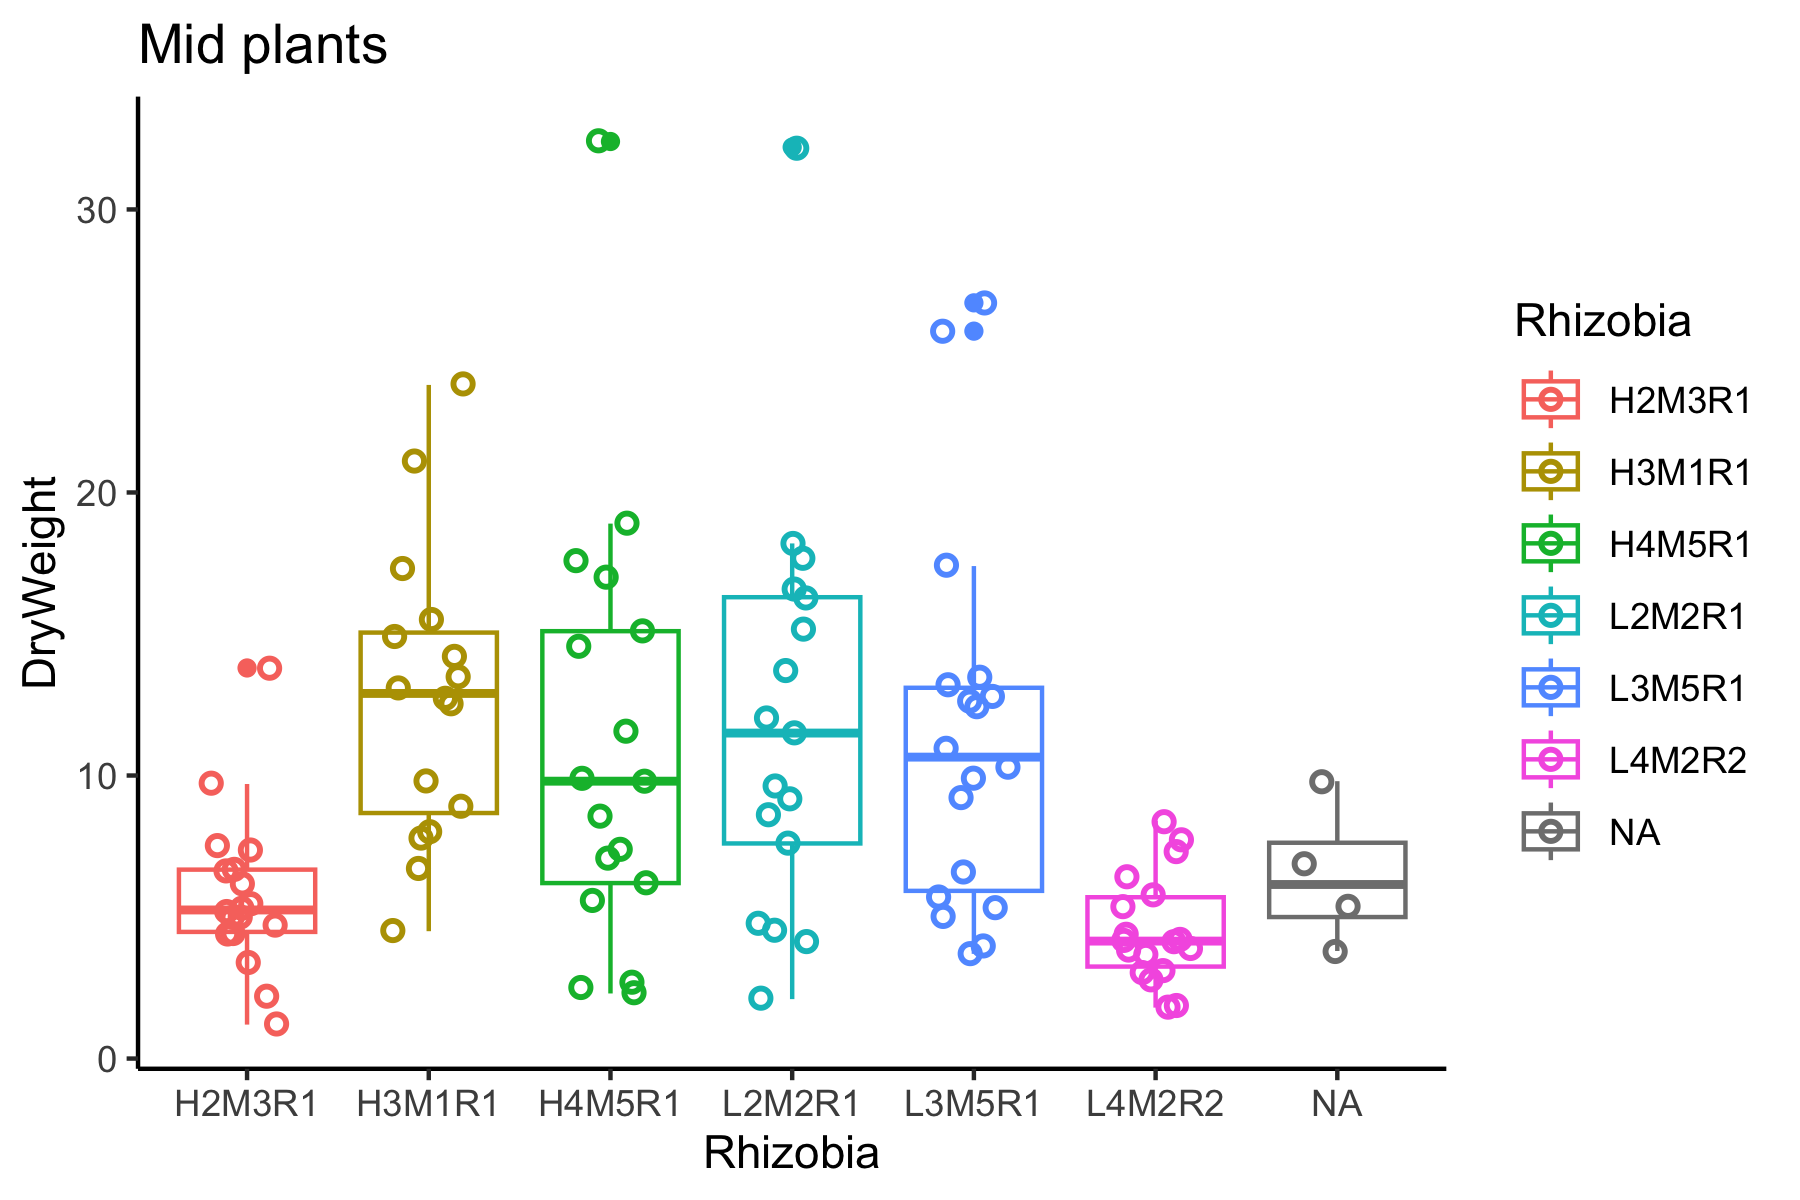 Mid plants
DryWeight
30
20
10
0
H2M3R1 H3M1R1 H4M5R1 L2M2R1 L3M5R1 L4M2R2 NA
Rhizobia
Rhizobia
H2M3R1
H3M1R1
H4M5R1
L2M2R1
L3M5R1
L4M2R2
NA